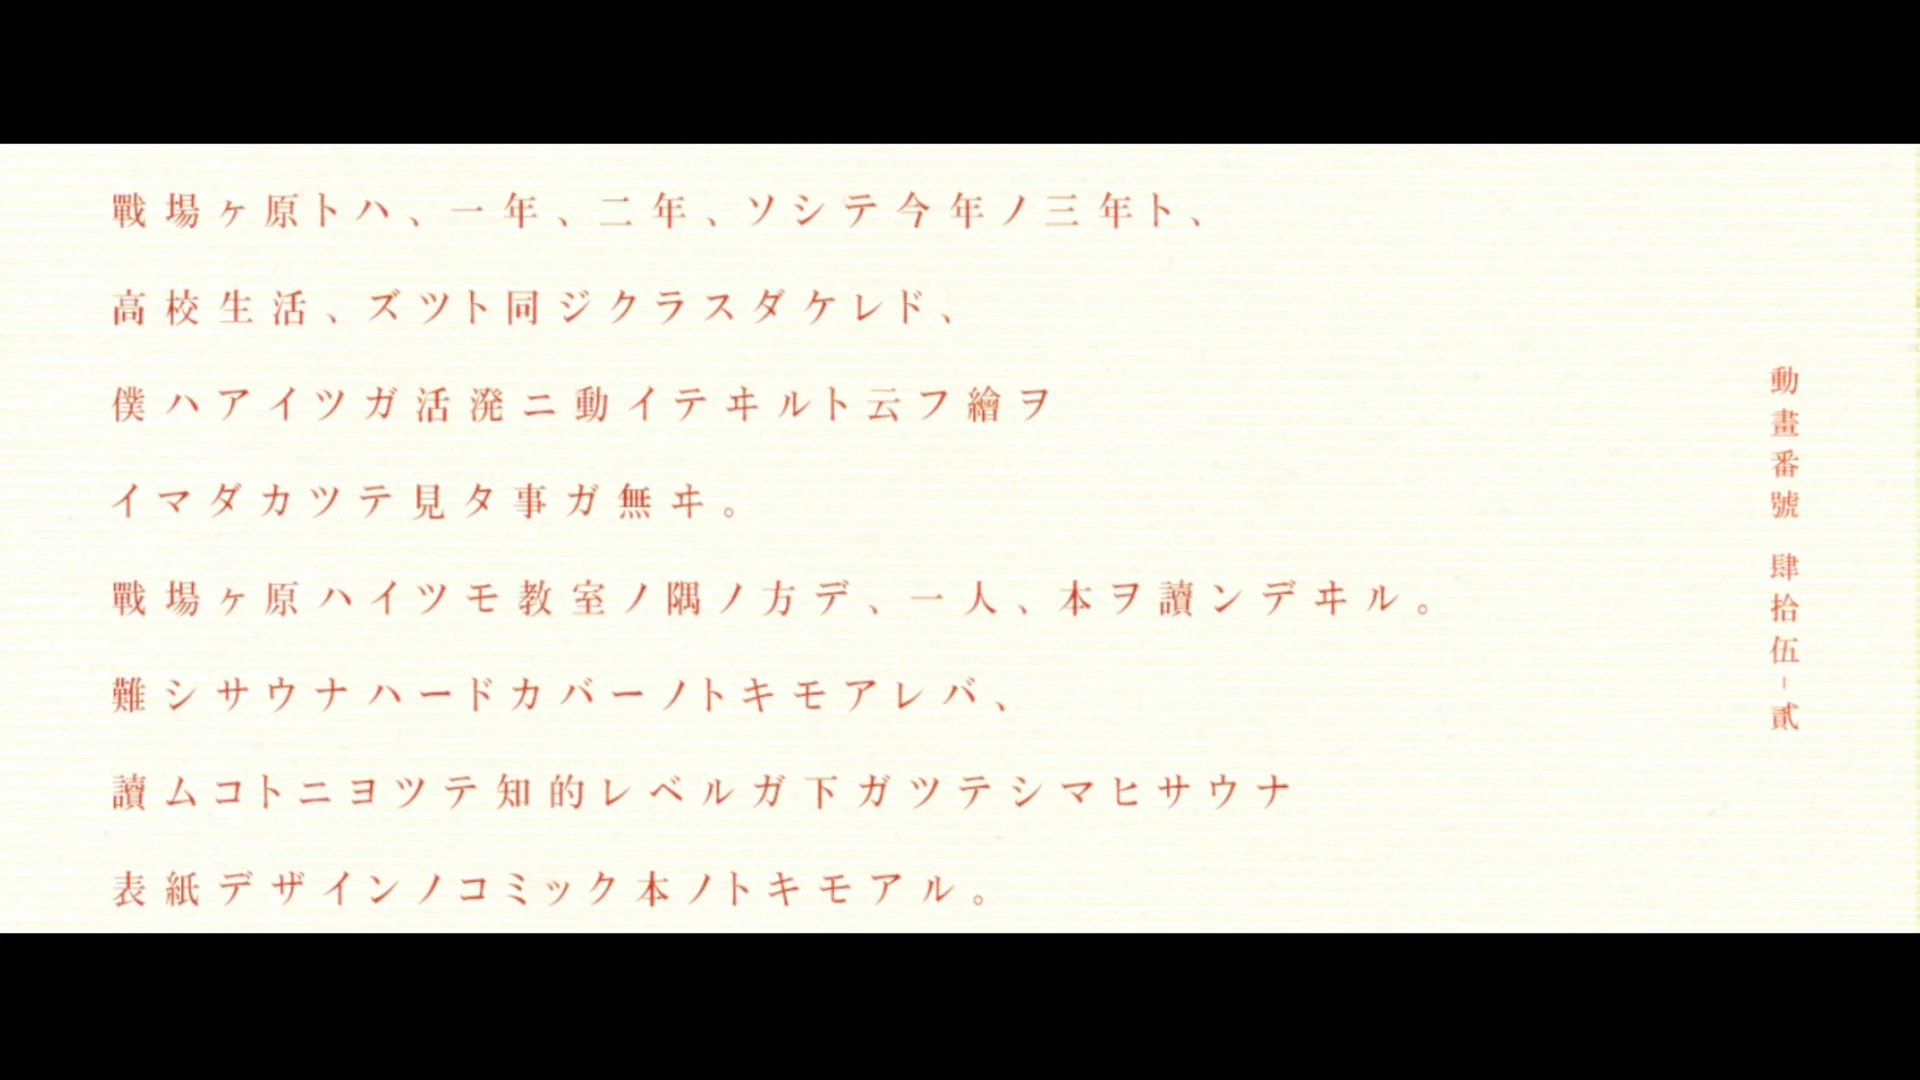 戰場ヶ原トハ、一年、二年、ソシテ今年ノ三年ト、
高校生活、ズツト同ジクラスダケレド、
僕ハアイツガ活溌ニ動イテヰルト云フ繪ヲ
イマダカツテ見タ事ガ無ヰ。
戰場ヶ原ハイツモ教室ノ隅ノ方デ、一人、本ヲ讀ンデヰル。
難シサウナハードカバーノトキモアレバ、
讀ムコトニヨツテ知的レベルガ下ガツテシマヒサウナ
表紙デザインノコミック本ノトキモアル。
動畫番號 肆拾伍-貳